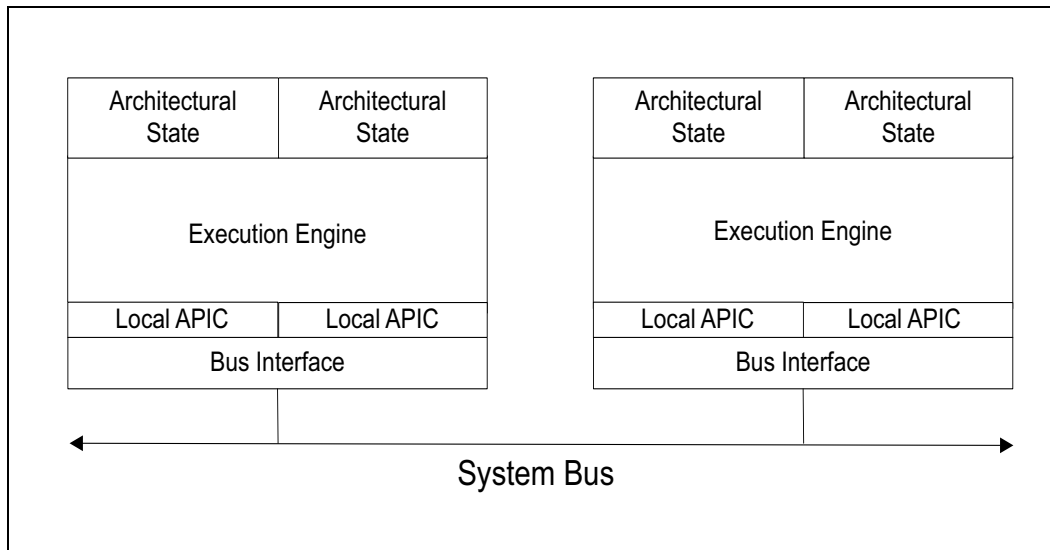 Architectural State
Architectural State
Execution Engine
Local APIC
Local APIC
Bus Interface
Architectural State
Architectural State
Execution Engine
Local APIC
Local APIC
Bus Interface
System Bus